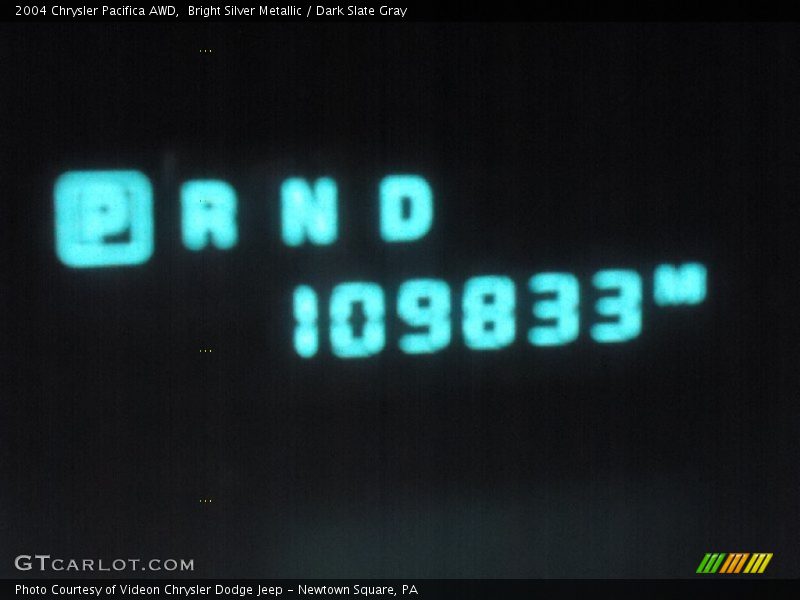 2004 Chrysler Pacifica AWD,  Bright Silver Metallic / Dark Slate Gray
P R N D
109833 M
GTCARLOT.COM
Photo Courtesy of Videon Chrysler Dodge Jeep - Newtown Square, PA